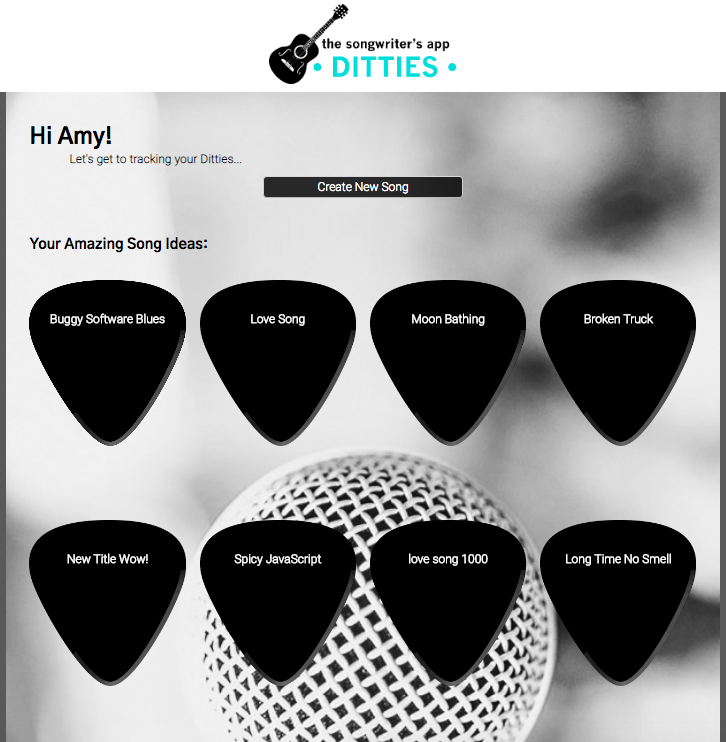 the songwriter's app
• DITTIES •
Hi Amy!
Let's get to tracking your Ditties...
Create New Song
Your Amazing Song Ideas:
Buggy Software Blues
Love Song
Moon Bathing
Broken Truck
New Title Wow!
Spicy JavaScript
love song 1000
Long Time No Smell